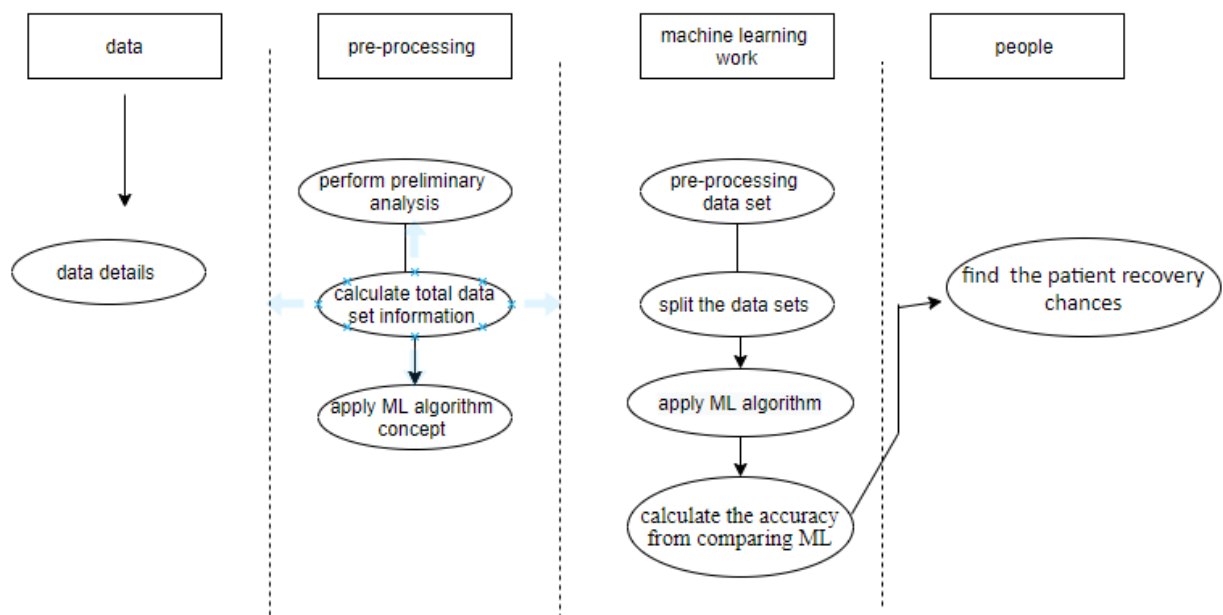 data
pre-processing
machine learning
work
people
data details
perform preliminary
analysis
calculate total data
set information
apply ML algorithm
concept
pre-processing
data set
split the data sets
apply ML algorithm
calculate the accuracy
from comparing ML
find the patient recovery
chances